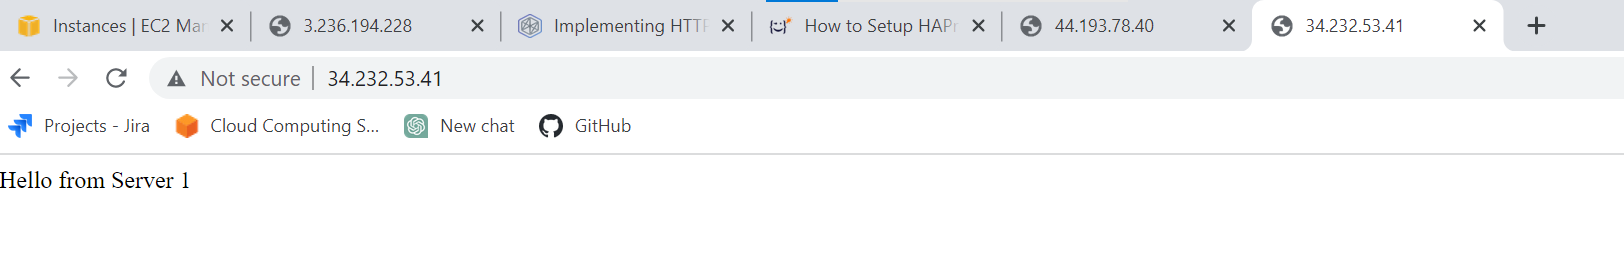 Instances | EC2 Mar
3.236.194.228
Implementing HTTP
How to Setup HAPr
44.193.78.40
34.232.53.41
Not secure | 34.232.53.41
Projects - Jira
Cloud Computing S...
New chat
GitHub
Hello from Server 1